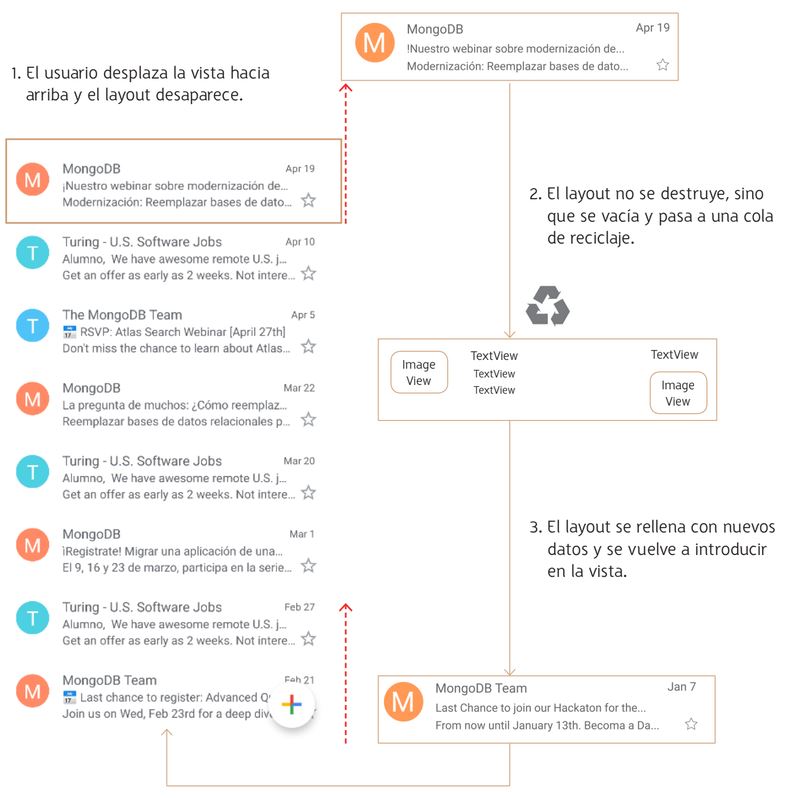 M
MongoDB
Apr 19
!Nuestro webinar sobre modernización de...
Modernización: Reemplazar bases de dato...
1. El usuario desplaza la vista hacia
arriba y el layout desaparece.
M
MongoDB
Apr 19
¡Nuestro webinar sobre modernización de...
Modernización: Reemplazar bases de dato...
T
Turing - U.S. Software Jobs
Apr 10
Alumno, We have awesome remote U.S. j...
Get an offer as early as 2 weeks. Not intere...
T
The MongoDB Team
Apr 5
17 RSVP: Atlas Search Webinar [April 27th]
Don't miss the chance to learn about Atlas...
M
MongoDB
Mar 22
La pregunta de muchos: ¿Cómo reemplaz...
Reemplazar bases de datos relacionales p...
T
Turing - U.S. Software Jobs
Mar 20
Alumno, We have awesome remote U.S. j...
Get an offer as early as 2 weeks. Not intere...
M
MongoDB
Mar 1
¡Registrate! Migrar una aplicación de una...
El 9, 16 y 23 de marzo, participa en la serie...
T
Turing - U.S. Software Jobs
Feb 27
Alumno, We have awesome remote U.S. j...
Get an offer as early as 2 weeks. Not intere...
M
MongoDB Team
Feb 21
17 Last chance to register: Advanced
Join us on Wed, Feb 23rd for a deep
2. El layout no se destruye, sino
que se vacía y pasa a una cola
de reciclaje.
Image
View
TextView
TextView
TextView
TextView
Image
View
3. El layout se rellena con nuevos
datos y se vuelve a introducir
en la vista.
M
MongoDB Team
Jan 7
Last Chance to join our Hackaton for the...
From now until January 13th. Becoma a Da...